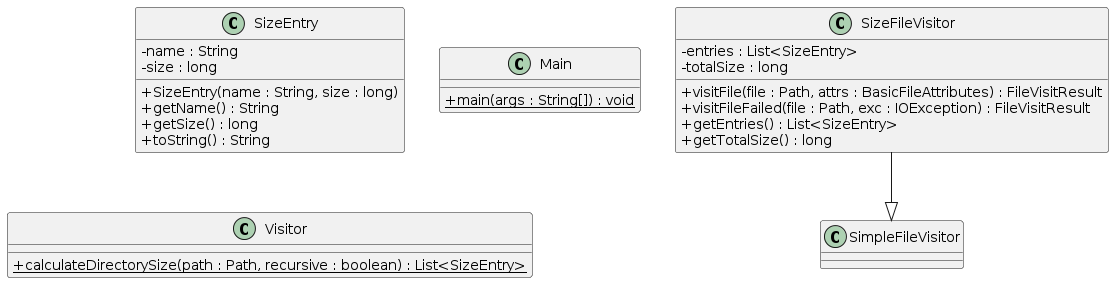 C SizeEntry
-name : String
-size : long
+SizeEntry(name : String, size : long)
+getName() : String
+getSize() : long
+toString() : String
C Main
+main(args : String[]) : void
C SizeFileVisitor
-entries : List<SizeEntry>
-totalSize : long
+visitFile(file : Path, attrs : BasicFileAttributes) : FileVisitResult
+visitFileFailed(file : Path, exc : IOException) : FileVisitResult
+getEntries() : List<SizeEntry>
+getTotalSize() : long
C Visitor
+calculateDirectorySize(path : Path, recursive : boolean) : List<SizeEntry>
C SimpleFileVisitor